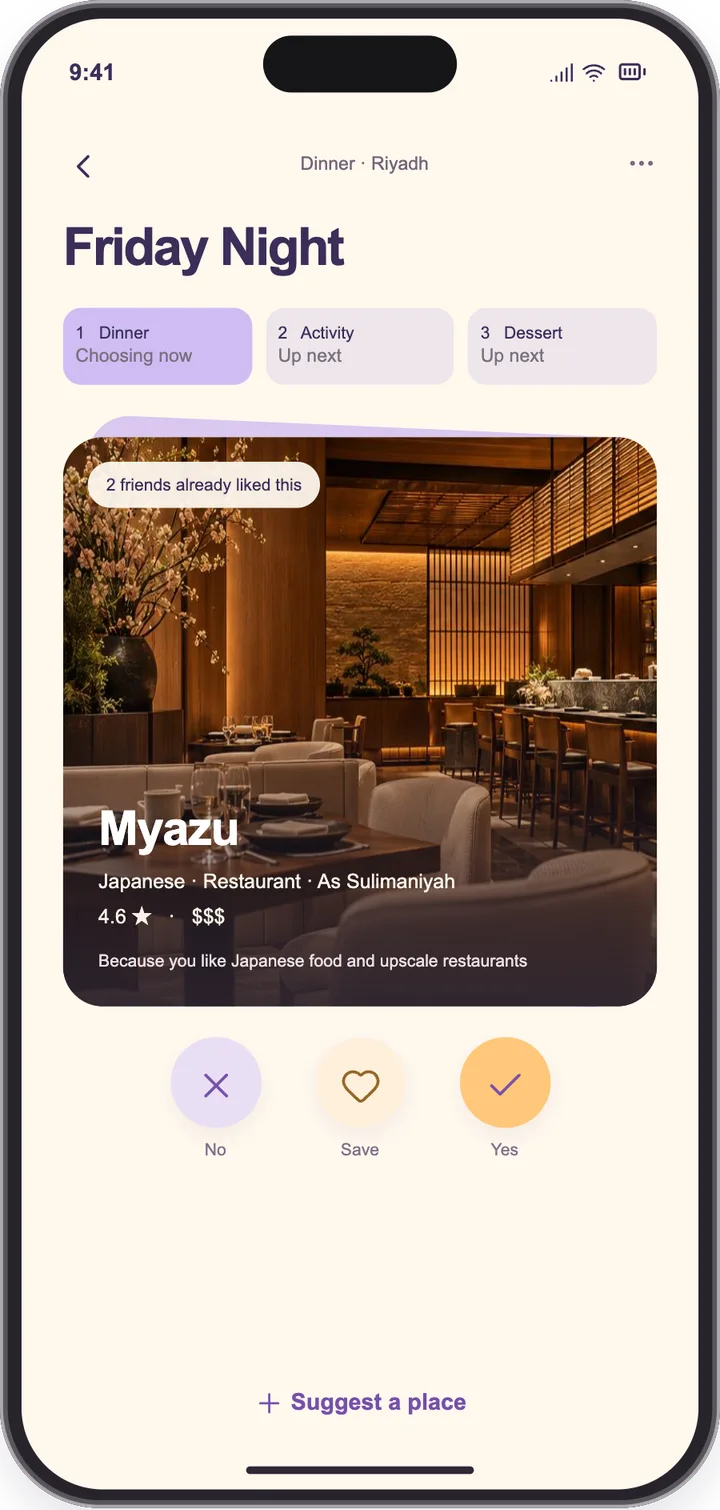 9:41
Dinner · Riyadh
Friday Night
1 Dinner
Choosing now
2 Activity
Up next
3 Dessert
Up next
2 friends already liked this
Myazu
Japanese · Restaurant · As Sulimaniyah
4.6 ★ · $$$
Because you like Japanese food and upscale restaurants
No
Save
Yes
+ Suggest a place